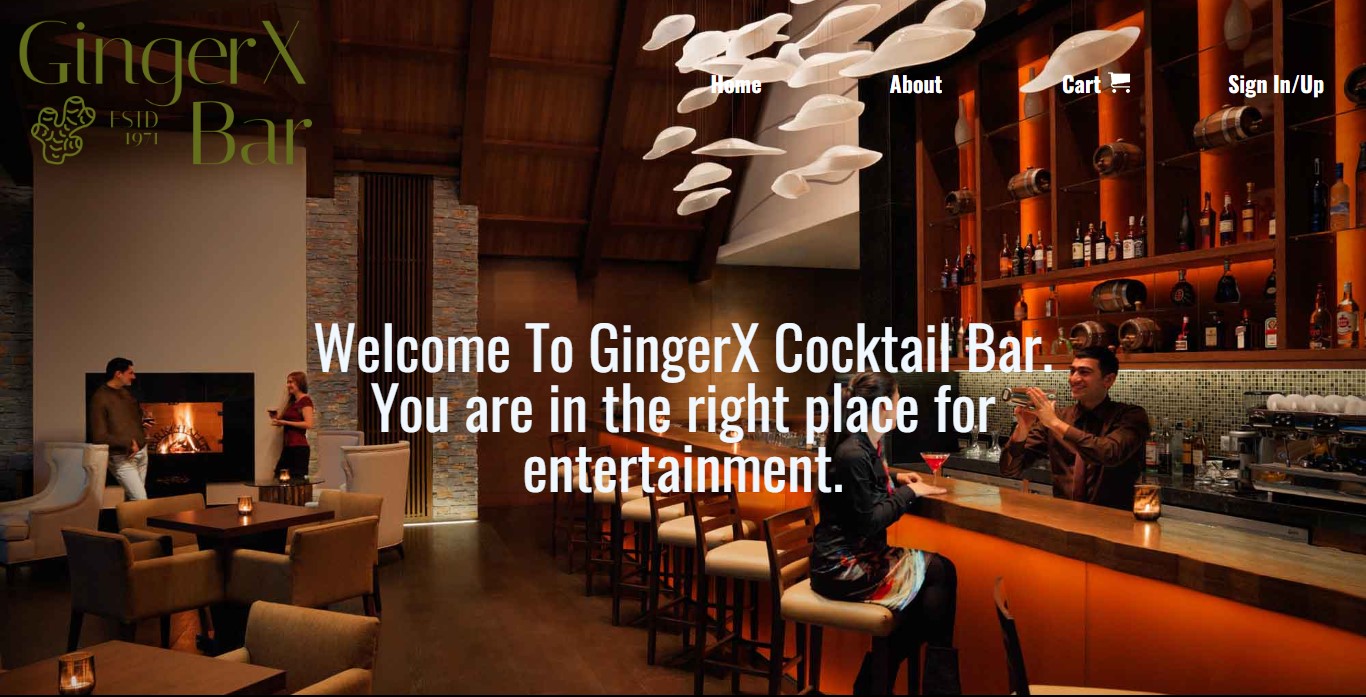 GingerX
Bar
ESTD
1971
Home
About
Cart
Sign In/Up
Welcome To GingerX Cocktail Bar.
You are in the right place for
entertainment.